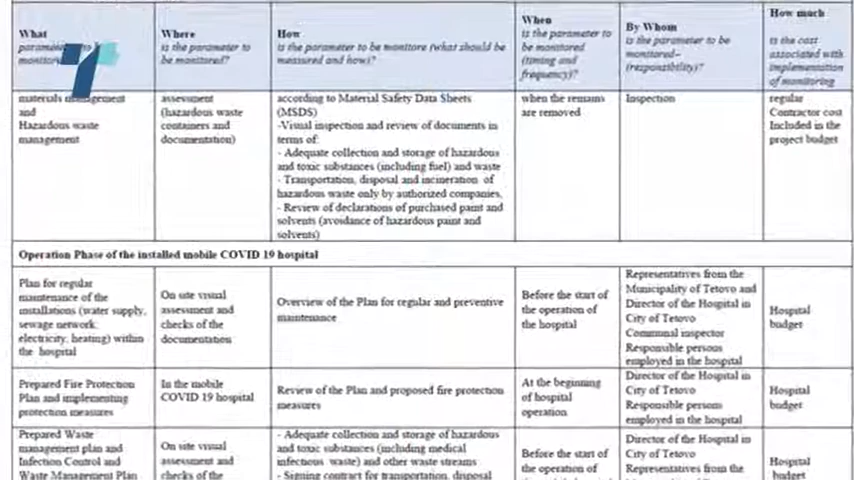 What
Where
is the parameter to
be monitored?
How
is the parameter to be monitore (what should be
measured and how)?
When
is the parameter to
be monitored
(timing and
frequency)?
By Whom
is the parameter to be
monitored–
(responsibility)?
How much
is the cost
associated with
implementation
of monitoring
materials management
and
Hazardous waste
management
assessment
(hazardous waste
containers and
documentation)
according to Material Safety Data Sheets
(MSDS)
-Visual inspection and review of documents in
terms of:
- Adequate collection and storage of hazardous
and toxic substances (including fuel) and waste
- Transportation, disposal and incineration of
hazardous waste only by authorized companies,
- Review of declarations of purchased paint and
solvents (avoidance of hazardous paint and
solvents)
when the remains
are removed
Inspection
regular
Contractor cost
Included in the
project budget
Operation Phase of the installed mobile COVID 19 hospital
Plan for regular
maintenance of the
installations (water supply,
sewage network,
electricity, heating) within
the hospital
On site visual
assessment and
checks of the
documentation
Overview of the Plan for regular and preventive
maintenance
Before the start of
the operation of
the hospital
Representatives from the
Municipality of Tetovo and
Director of the Hospital in
City of Tetovo
Communal inspector
Responsible persons
employed in the hospital
Hospital
budget
Prepared Fire Protection
Plan and implementing
protection measures
In the mobile
COVID 19 hospital
Review of the Plan and proposed fire protection
measures
At the beginning
of hospital
operation
Director of the Hospital in
City of Tetovo
Responsible persons
employed in the hospital
Hospital
budget
Prepared Waste
management plan and
Infection Control and
Waste Management Plan
On site visual
assessment and
checks of the
- Adequate collection and storage of hazardous
and toxic substances (including medical
infectious waste) and other waste streams
- Signing contract for transportation, disposal
Before the start of
the operation of
Director of the Hospital in
City of Tetovo
Representatives from the
Hospital
budget